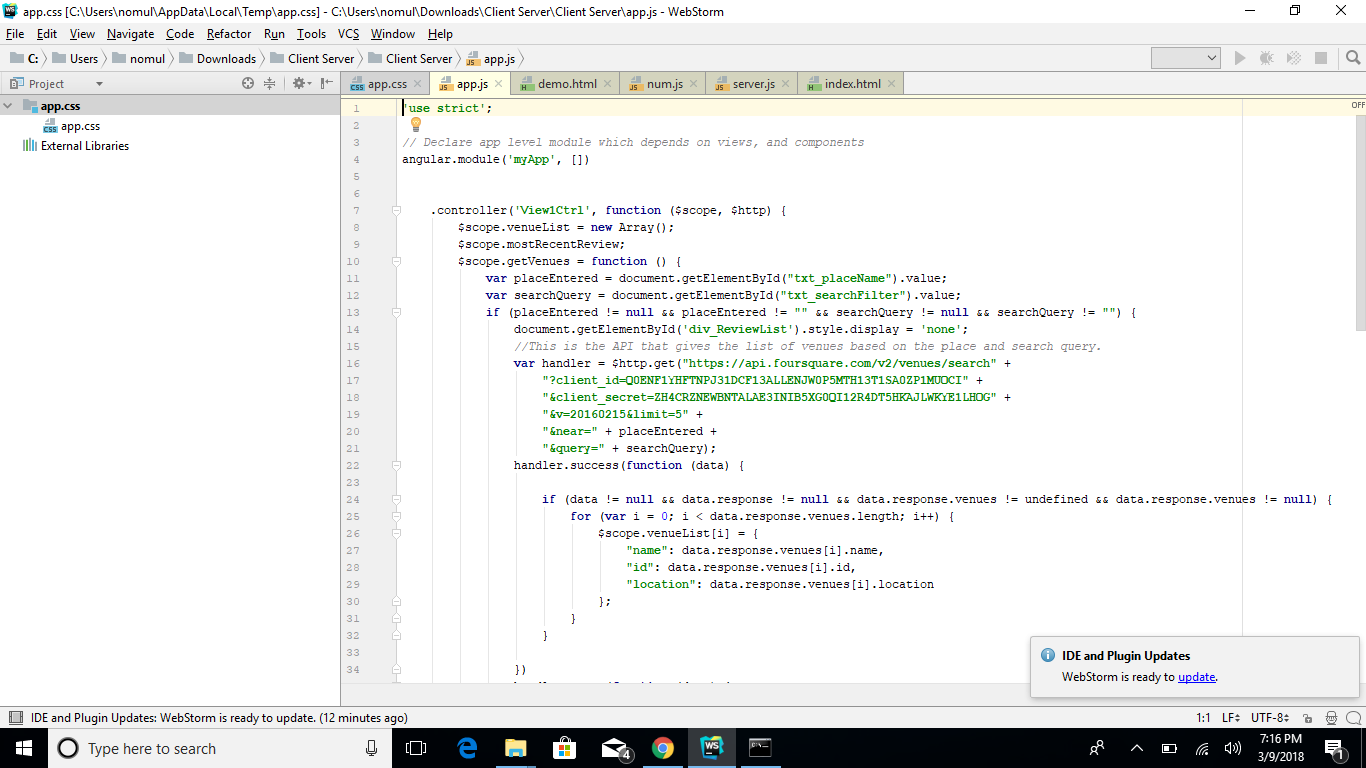 app.css [C:\Users\nomul\AppData\Local\Temp\app.css] - C:\Users\nomul\Downloads\Client Server\Client Server\app.js - WebStorm
File Edit View Navigate Code Refactor Run Tools VCS Window Help
C: Users nomul Downloads Client Server Client Server app.js
Project app.css app.js demo.html num.js server.js index.html
app.css
app.css
External Libraries
OFF
1 'use strict';
2
3 // Declare app level module which depends on views, and components
4 angular.module('myApp', [])
5
6
7 .controller('View1Ctrl', function ($scope, $http) {
8 $scope.venueList = new Array();
9 $scope.mostRecentReview;
10 $scope.getVenues = function () {
11 var placeEntered = document.getElementById("txt_placeName").value;
12 var searchQuery = document.getElementById("txt_searchFilter").value;
13 if (placeEntered != null && placeEntered != "" && searchQuery != null && searchQuery != "") {
14 document.getElementById('div_ReviewList').style.display = 'none';
15 //This is the API that gives the list of venues based on the place and search query.
16 var handler = $http.get("https://api.foursquare.com/v2/venues/search" +
17 "?client_id=Q0ENF1YHFTNPJ31DCF13ALLENJW0P5MTH13T1SA0ZP1MUOCI" +
18 "&client_secret=ZH4CRZNEWBNTALAE3INIB5XG0QI12R4DT5HKAJLWKYE1LHOG" +
19 "&v=20160215&limit=5" +
20 "&near=" + placeEntered +
21 "&query=" + searchQuery);
22 handler.success(function (data) {
23
24 if (data != null && data.response != null && data.response.venues != undefined && data.response.venues != null) {
25 for (var i = 0; i < data.response.venues.length; i++) {
26 $scope.venueList[i] = {
27 "name": data.response.venues[i].name,
28 "id": data.response.venues[i].id,
29 "location": data.response.venues[i].location
30 };
31 }
32 }
33
34 })
IDE and Plugin Updates
WebStorm is ready to update.
IDE and Plugin Updates: WebStorm is ready to update. (12 minutes ago) 1:1 LF UTF-8
Type here to search
4
WS
7:16 PM
3/9/2018
1